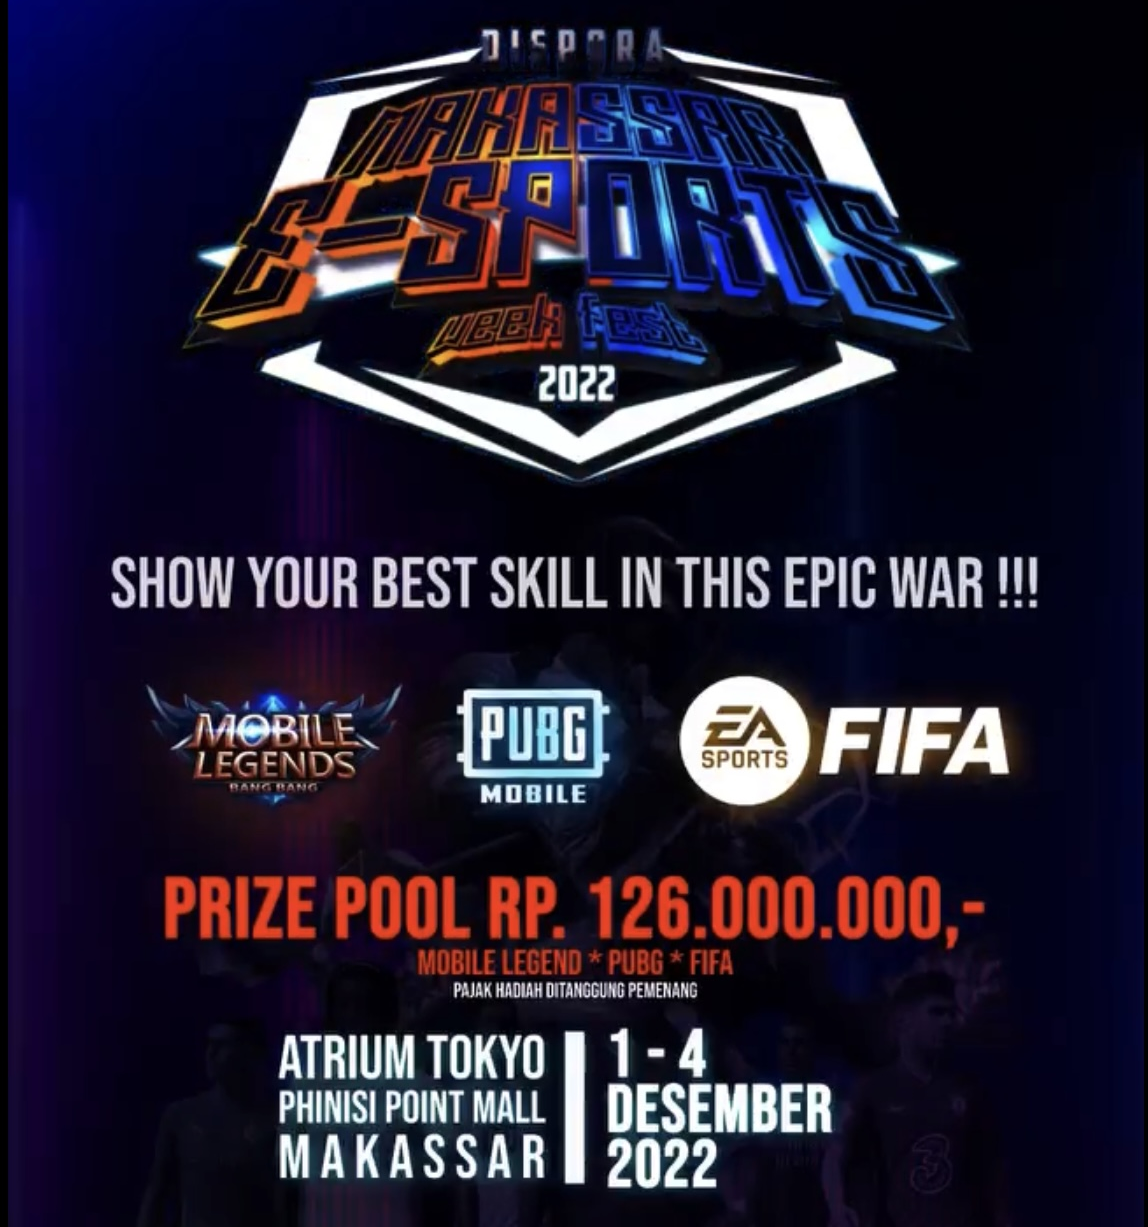 DISPORA
MAKASSAR
E-SPORTS
week fest
2022
SHOW YOUR BEST SKILL IN THIS EPIC WAR !!!
MOBILE
LEGENDS
BANG BANG
PUBG
MOBILE
EA
SPORTS
FIFA
PRIZE POOL RP. 126.000.000,-
MOBILE LEGEND * PUBG * FIFA
PAJAK HADIAH DITANGGUNG PEMENANG
ATRIUM TOKYO
PHINISI POINT MALL
MAKASSAR
1 - 4
DESEMBER
2022
3